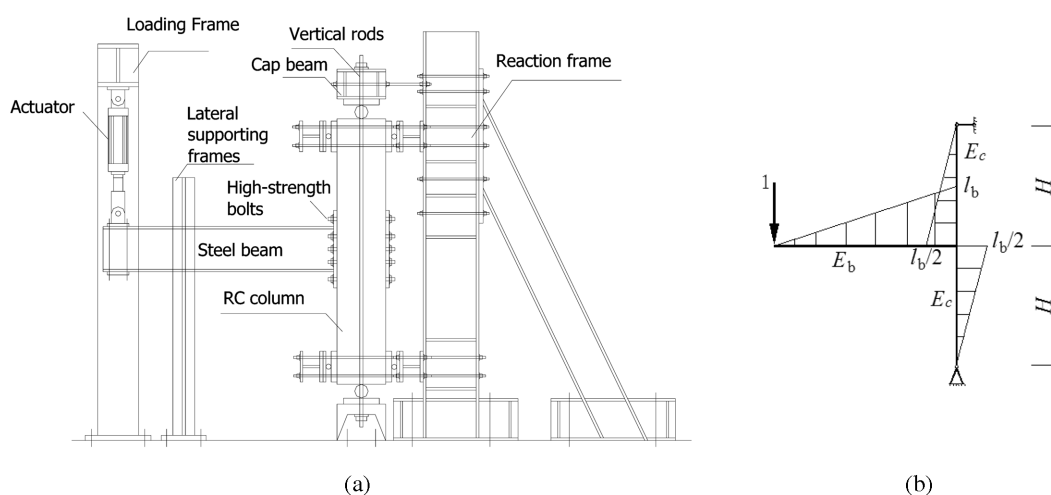 Loading Frame
Vertical rods
Cap beam
Reaction frame
Actuator
Lateral
supporting
frames
High-strength
bolts
Steel beam
RC column
(a)
1
E_c
H
l_b
l_b/2
l_b/2
E_b
E_c
H
(b)